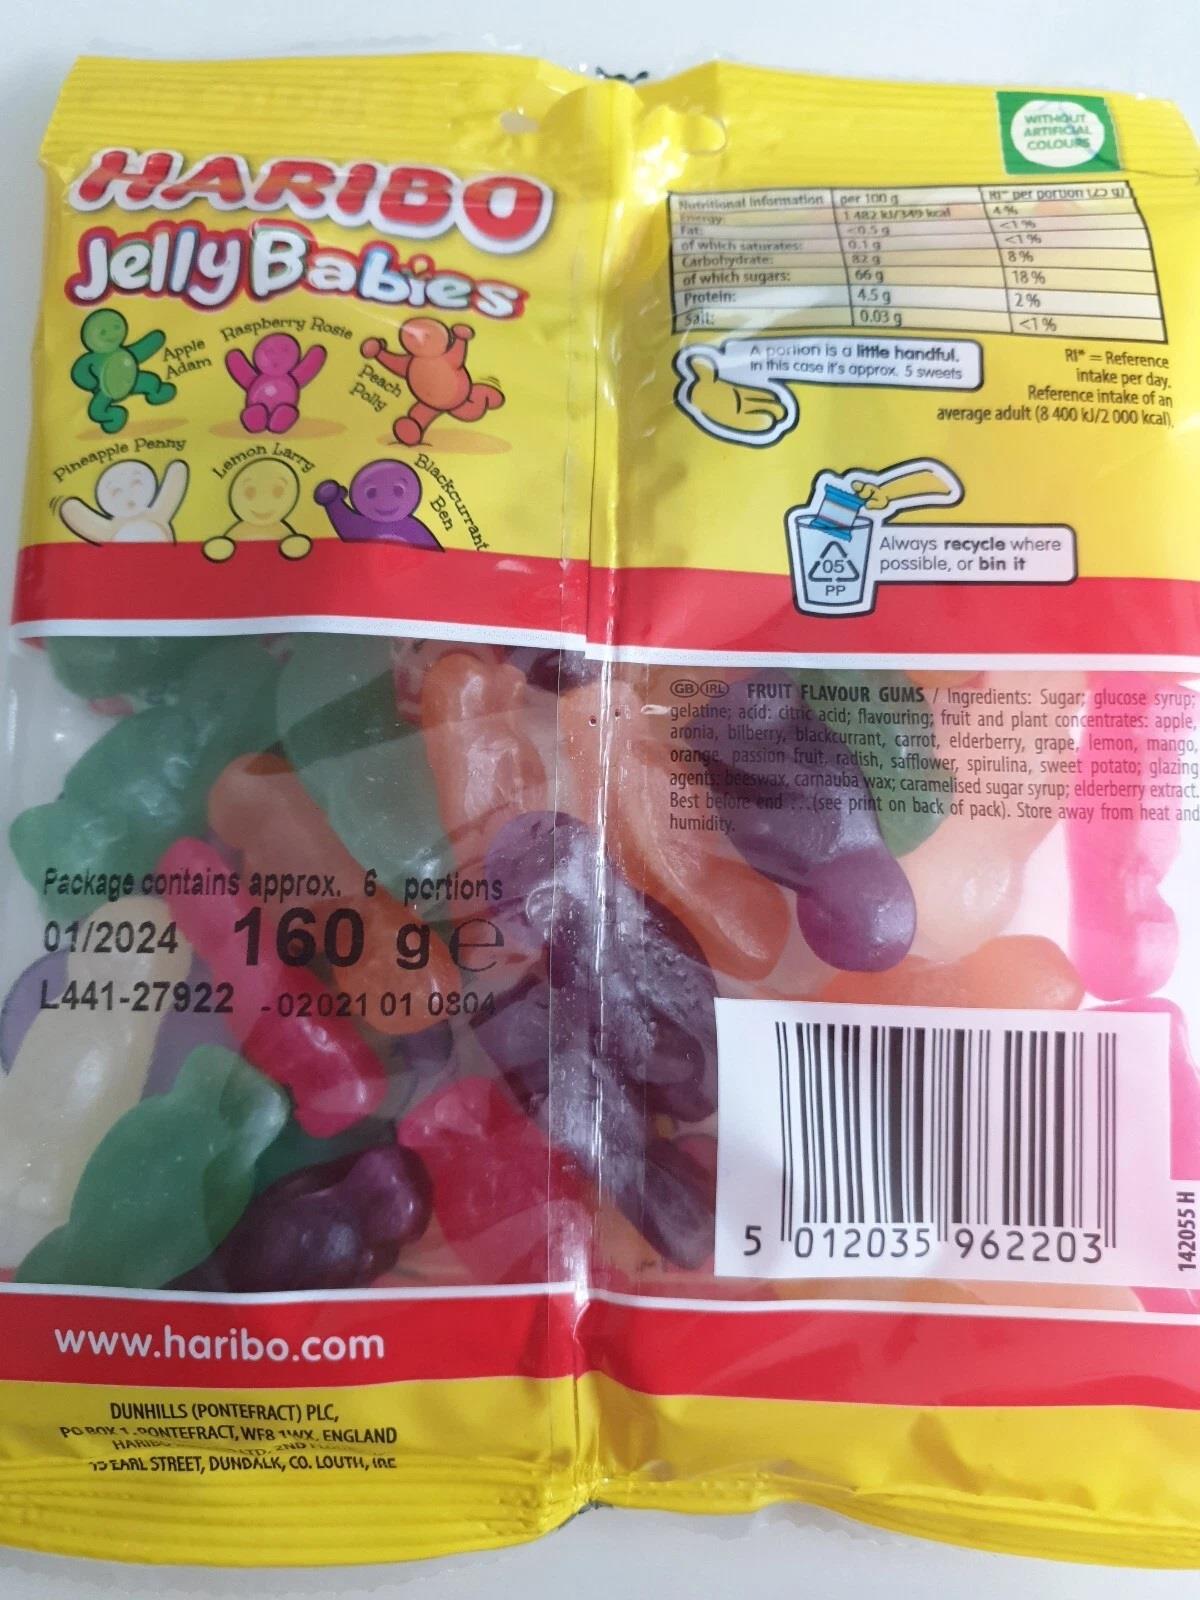 HARIBO
Jelly Babies
Apple
Adam
Raspberry Rosie
Peach
Polly
Pineapple Penny
Lemon Larry
Blackcurrant
Ben
Package contains approx. 6 portions
01/2024 160 g e
L441-27922 -02021 01 0804
www.haribo.com
DUNHILLS (PONTEFRACT) PLC,
PO BOX 1, PONTEFRACT, WF8 1WX, ENGLAND
2ND
EARL STREET, DUNDALK, CO. LOUTH,
WITHOUT
ARTIFICIAL
COLOURS
Nutritional Information per 100 g RI* per portion (25 g)
Energy: 1 482 kJ/349 kcal 4 %
Fat: <0.5 g <1 %
of which saturates: 0.1 g <1 %
Carbohydrate: 82 g 8 %
of which sugars: 66 g 18 %
Protein: 4.5 g 2 %
Salt: 0.03 g <1 %
A portion is a little handful.
In this case it's approx. 5 sweets
RI* = Reference
intake per day.
Reference intake of an
average adult (8 400 kJ/2 000 kcal).
05
PP
Always recycle where
possible, or bin it
GB IRL FRUIT FLAVOUR GUMS / Ingredients: Sugar; glucose syrup;
gelatine; acid: citric acid; flavouring; fruit and plant concentrates: apple,
aronia, bilberry, blackcurrant, carrot, elderberry, grape, lemon, mango,
orange, passion fruit, radish, safflower, spirulina, sweet potato; glazing
agents: beeswax, carnauba wax; caramelised sugar syrup; elderberry extract.
Best before end ...(see print on back of pack). Store away from heat and
humidity.
5 012035 962203
142055 H